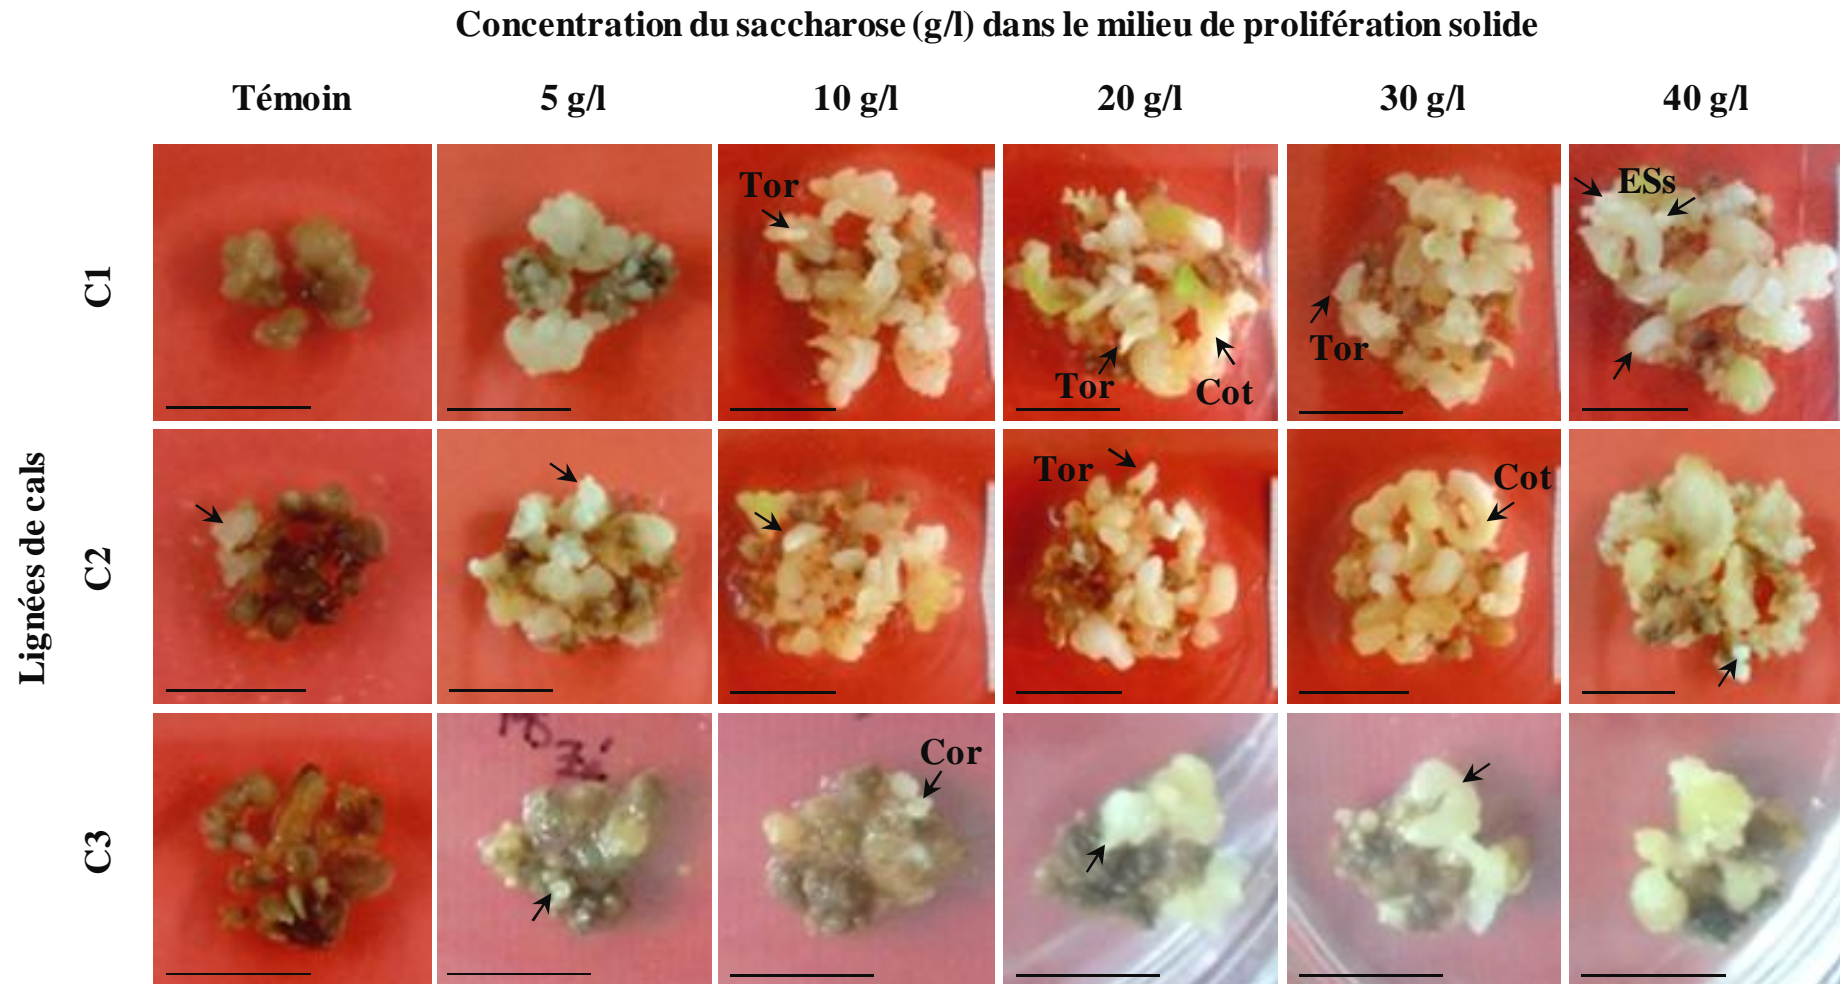 Concentration du saccharose (g/l) dans le milieu de prolifération solide
Témoin 5 g/l 10 g/l 20 g/l 30 g/l 40 g/l
Lignées de cals
C1
Tor
Tor
Cot
Tor
ESs
C2
Tor
Cot
C3
Cor